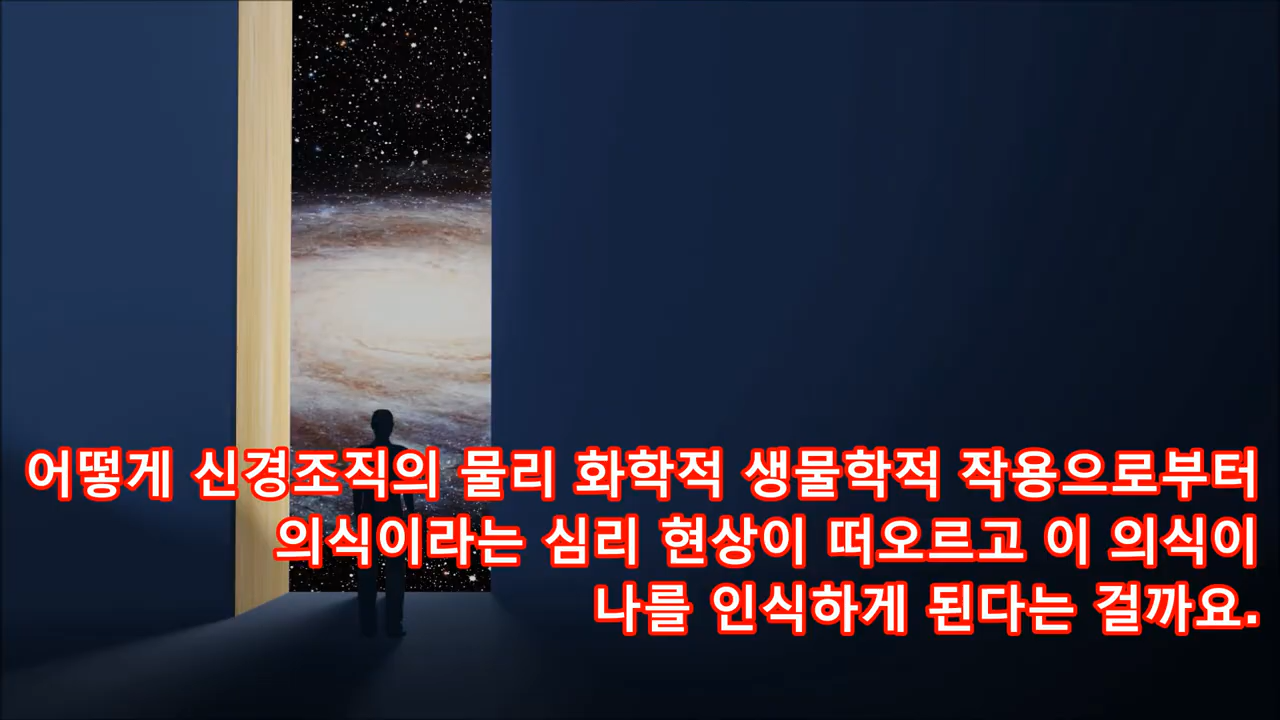 어떻게 신경조직의 물리 화학적 생물학적 작용으로부터
의식이라는 심리 현상이 떠오르고 이 의식이
나를 인식하게 된다는 걸까요.